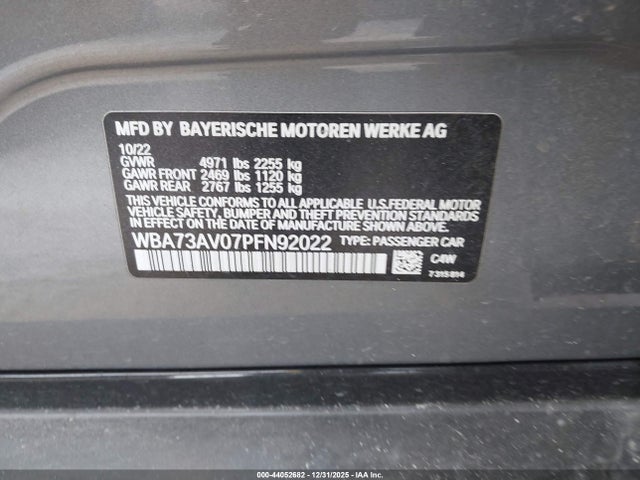 MFD BY BAYERISCHE MOTOREN WERKE AG
10/22
GVWR 4971 lbs 2255 kg
GAWR FRONT 2469 lbs 1120 kg
GAWR REAR 2767 lbs 1255 kg
THIS VEHICLE CONFORMS TO ALL APPLICABLE U.S.FEDERAL MOTOR
VEHICLE SAFETY, BUMPER AND THEFT PREVENTION STANDARDS
IN EFFECT ON THE DATE OF MANUFACTURE SHOWN ABOVE.
WBA73AV07PFN92022 TYPE: PASSENGER CAR
C4W
7315814
000-44052682 - 12/31/2025 - IAA Inc.